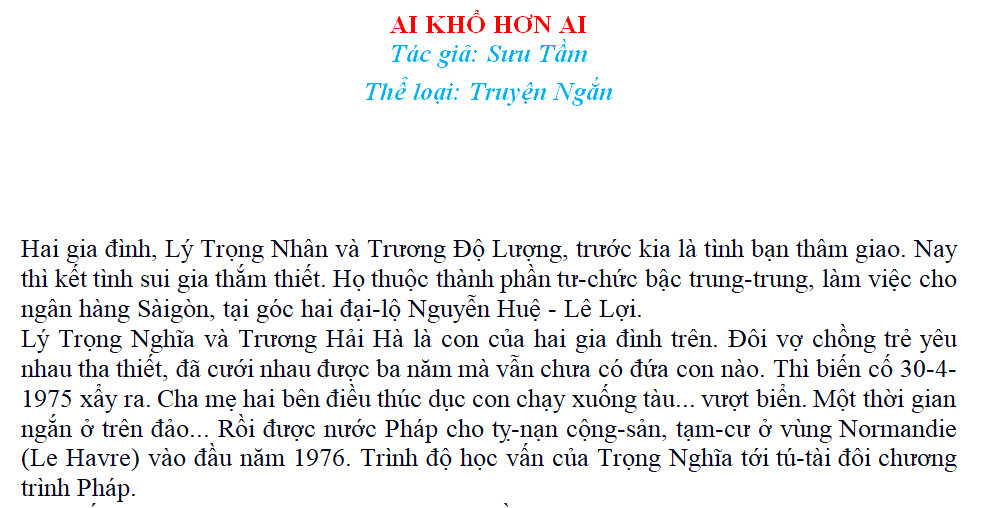 AI KHỔ HƠN AI
Tác giả: Sưu Tầm
Thể loại: Truyện Ngắn
Hai gia đình, Lý Trọng Nhân và Trương Độ Lượng, trước kia là tình bạn thâm giao. Nay
thì kết tình sui gia thắm thiết. Họ thuộc thành phần tư-chức bậc trung-trung, làm việc cho
ngân hàng Sàigòn, tại góc hai đại-lộ Nguyễn Huệ - Lê Lợi.
Lý Trọng Nghĩa và Trương Hải Hà là con của hai gia đình trên. Đôi vợ chồng trẻ yêu
nhau tha thiết, đã cưới nhau được ba năm mà vẫn chưa có đứa con nào. Thì biến cố 30-4-
1975 xẩy ra. Cha mẹ hai bên điều thúc dục con chạy xuống tàu... vượt biển. Một thời gian
ngắn ở trên đảo... Rồi được nước Pháp cho tỵ-nạn cộng-sản, tạm-cư ở vùng Normandie
(Le Havre) vào đầu năm 1976. Trình độ học vấn của Trọng Nghĩa tới tú-tài đôi chương
trình Pháp.